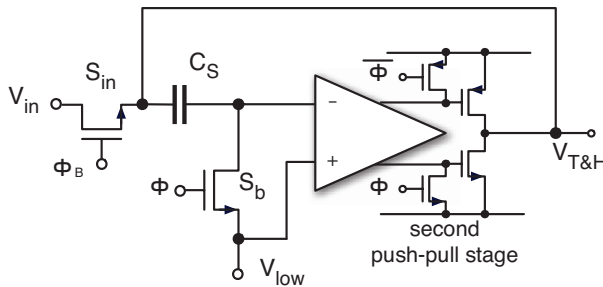 S_in
C_S
V_in
Φ_B
Φ
S_b
V_low
−
+
Φ̅
Φ
V_T&H
second
push-pull stage